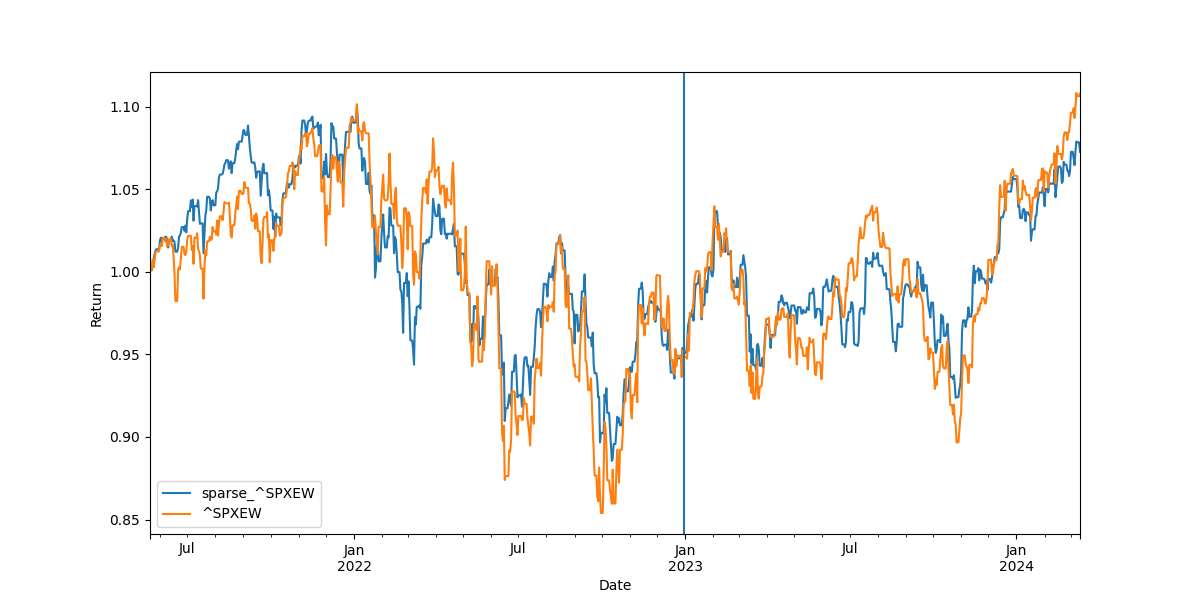 1.10
1.05
1.00
0.95
0.90
0.85
Return
sparse_^SPXEW
^SPXEW
Jul
Jan
2022
Jul
Jan
2023
Jul
Jan
2024
Date